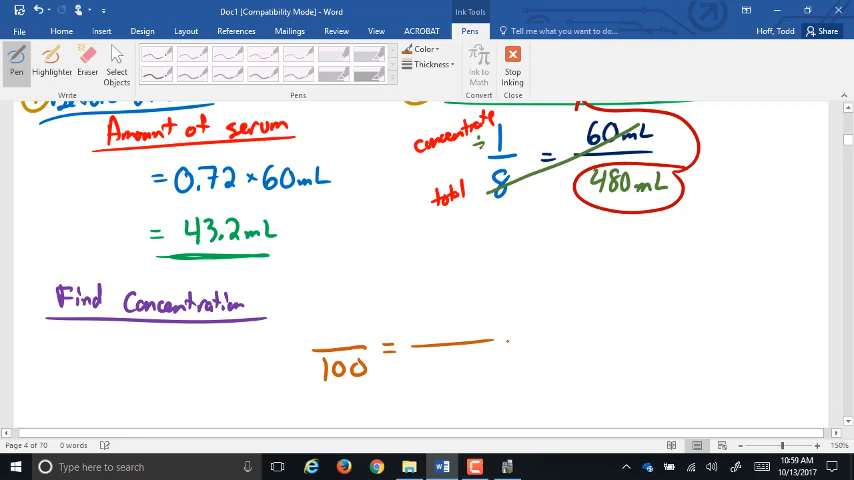 Doc1 [Compatibility Mode] - Word
Ink Tools
Hoff, Todd
File Home Insert Design Layout References Mailings Review View ACROBAT Pens Tell me what you want to do... Share
Pen Highlighter Eraser Select Objects
Color
Thickness
Ink to Math
Stop Inking
Write Pens Convert Close
Amount of serum
= 0.72 × 60mL
= 43.2mL
concentrate ÷ 1 = 60mL
total 8 480mL
Find Concentration
100 =
Page 4 of 70 0 words 150%
Type here to search
10:59 AM
10/13/2017